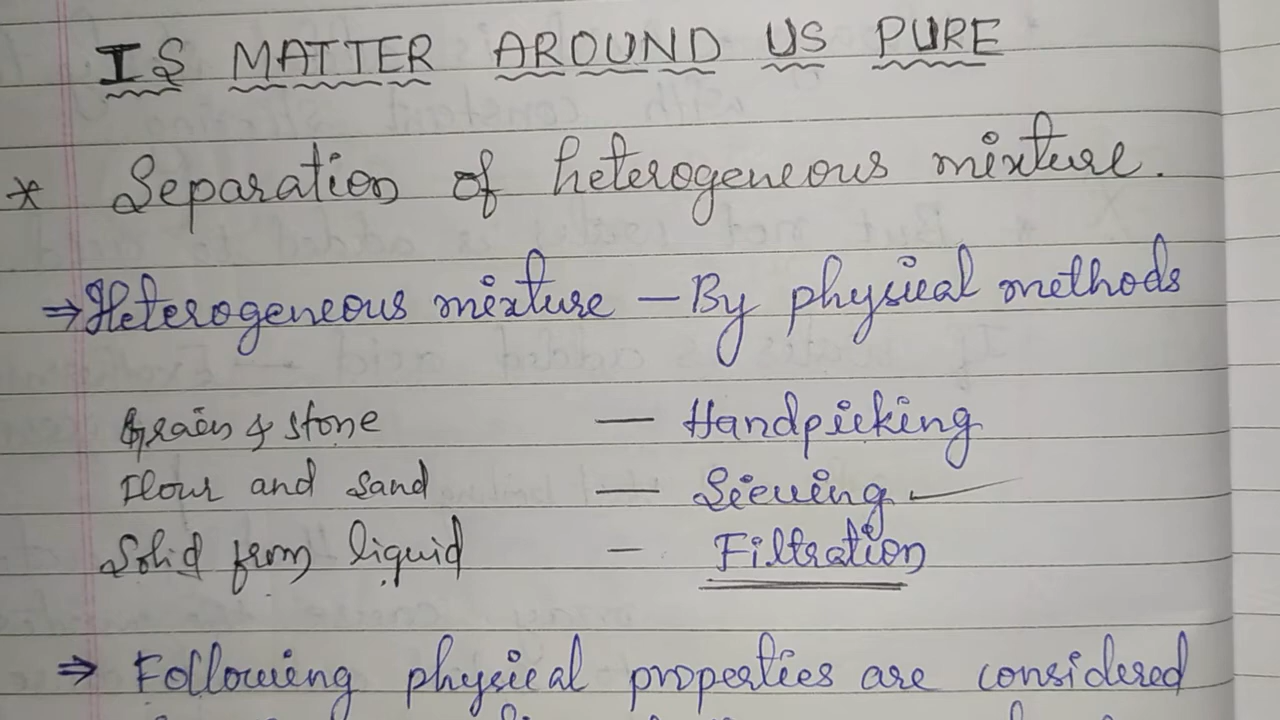 IS MATTER AROUND US PURE
* Separation of heterogeneous mixture.
⇒ Heterogeneous mixture — By physical methods
Grain & stone — Handpicking
Flour and sand — Sieving
Solid from liquid — Filtration
⇒ Following physical properties are considered